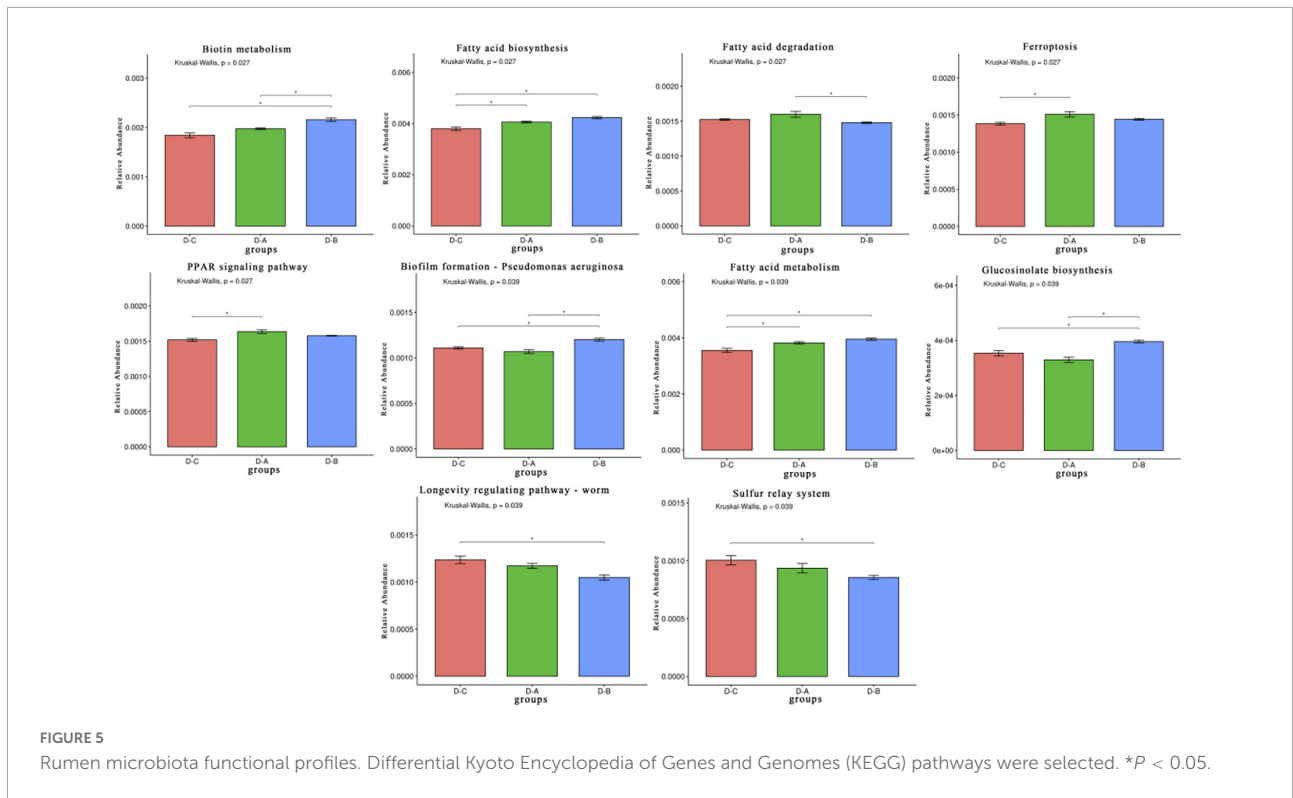 Biotin metabolism
Kruskal-Wallis, p = 0.027
*
*
Relative Abundance
0.003
0.002
0.001
0.000
D-C D-A D-B
groups
Fatty acid biosynthesis
Kruskal-Wallis, p = 0.027
*
*
Relative Abundance
0.006
0.004
0.002
0.000
D-C D-A D-B
groups
Fatty acid degradation
Kruskal-Wallis, p = 0.027
*
Relative Abundance
0.0020
0.0015
0.0010
0.0005
0.0000
D-C D-A D-B
groups
Ferroptosis
Kruskal-Wallis, p = 0.027
*
Relative Abundance
0.0020
0.0015
0.0010
0.0005
0.0000
D-C D-A D-B
groups
PPAR signaling pathway
Kruskal-Wallis, p = 0.027
*
Relative Abundance
0.0020
0.0015
0.0010
0.0005
0.0000
D-C D-A D-B
groups
Biofilm formation - Pseudomonas aeruginosa
Kruskal-Wallis, p = 0.039
*
*
Relative Abundance
0.0015
0.0010
0.0005
0.0000
D-C D-A D-B
groups
Fatty acid metabolism
Kruskal-Wallis, p = 0.039
*
*
Relative Abundance
0.006
0.004
0.002
0.000
D-C D-A D-B
groups
Glucosinolate biosynthesis
Kruskal-Wallis, p = 0.039
*
*
Relative Abundance
6e-04
4e-04
2e-04
0e+00
D-C D-A D-B
groups
Longevity regulating pathway - worm
Kruskal-Wallis, p = 0.039
*
Relative Abundance
0.0015
0.0010
0.0005
0.0000
D-C D-A D-B
groups
Sulfur relay system
Kruskal-Wallis, p = 0.039
*
Relative Abundance
0.0015
0.0010
0.0005
0.0000
D-C D-A D-B
groups
FIGURE 5
Rumen microbiota functional profiles. Differential Kyoto Encyclopedia of Genes and Genomes (KEGG) pathways were selected. *P < 0.05.